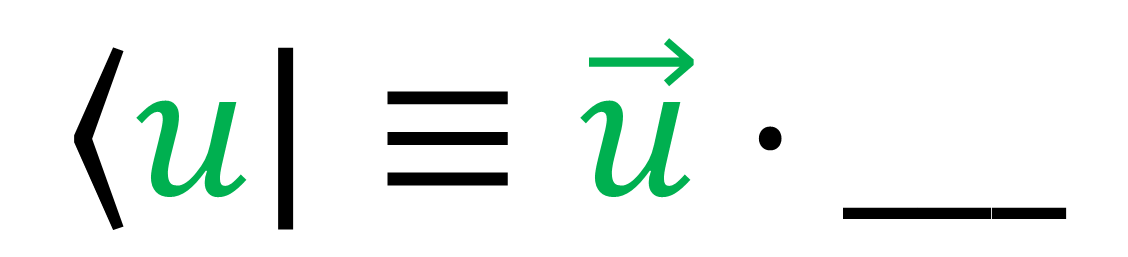 ⟨u| ≡ u⃗ · __